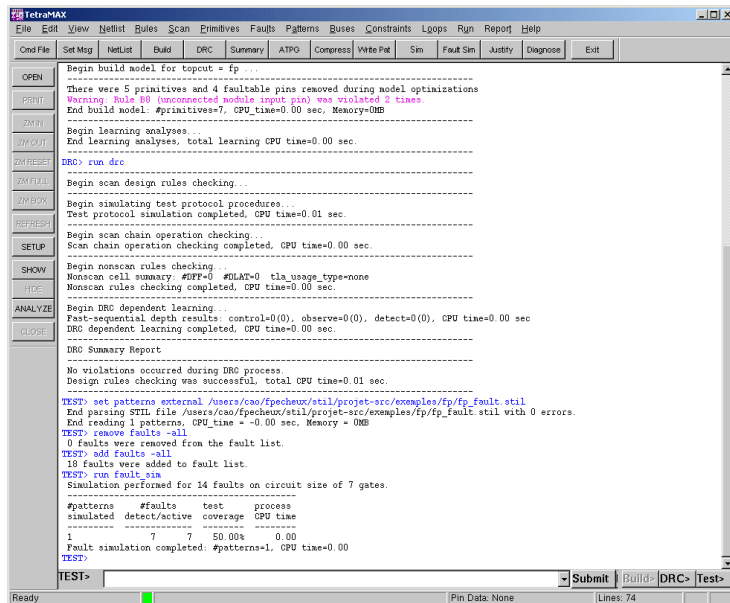 TetraMAX
File Edit View Netlist Rules Scan Primitives Faults Patterns Buses Constraints Loops Run Report Help
Cmd File Set Msg NetList Build DRC Summary ATPG Compress Write Pat Sim Fault Sim Justify Diagnose Exit
OPEN
PRINT
ZM IN
ZM OUT
ZM RESET
ZM FULL
ZM BOX
REFRESH
SETUP
SHOW
HIDE
ANALYZE
CLOSE
Begin build model for topcut = fp ...
------------------------------------------------------------------------
There were 5 primitives and 4 faultable pins removed during model optimizations
Warning: Rule B8 (unconnected module input pin) was violated 2 times.
End build model: #primitives=7, CPU_time=0.00 sec, Memory=0MB
------------------------------------------------------------------------
Begin learning analyses...
End learning analyses, total learning CPU time=0.00 sec.
------------------------------------------------------------------------
DRC> run drc
------------------------------------------------------------------------
Begin scan design rules checking...
------------------------------------------------------------------------
Begin simulating test protocol procedures...
Test protocol simulation completed, CPU time=0.01 sec.
------------------------------------------------------------------------
Begin scan chain operation checking...
Scan chain operation checking completed, CPU time=0.00 sec.
------------------------------------------------------------------------
Begin nonscan rules checking...
Nonscan cell summary: #DFF=0 #DLAT=0 tla_usage_type=none
Nonscan rules checking completed, CPU time=0.00 sec.
------------------------------------------------------------------------
Begin DRC dependent learning...
Fast-sequential depth results: control=0(0), observe=0(0), detect=0(0), CPU time=0.00 sec
DRC dependent learning completed, CPU time=0.00 sec.
------------------------------------------------------------------------
DRC Summary Report
------------------------------------------------------------------------
No violations occurred during DRC process.
Design rules checking was successful, total CPU time=0.01 sec.
------------------------------------------------------------------------
TEST> set patterns external /users/cao/fpecheux/stil/projet-src/exemples/fp/fp_fault.stil
End parsing STIL file /users/cao/fpecheux/stil/projet-src/exemples/fp/fp_fault.stil with 0 errors.
End reading 1 patterns, CPU_time = -0.00 sec, Memory = 0MB
TEST> remove faults -all
0 faults were removed from the fault list.
TEST> add faults -all
18 faults were added to fault list.
TEST> run fault_sim
Simulation performed for 14 faults on circuit size of 7 gates.
----------------------------------------
#patterns #faults test process
simulated detect/active coverage CPU time
--------- ------------- -------- --------
1 7 7 50.00% 0.00
Fault simulation completed: #patterns=1, CPU time=0.00
TEST>
TEST> Submit Build> DRC> Test>
Ready Pin Data: None Lines: 74